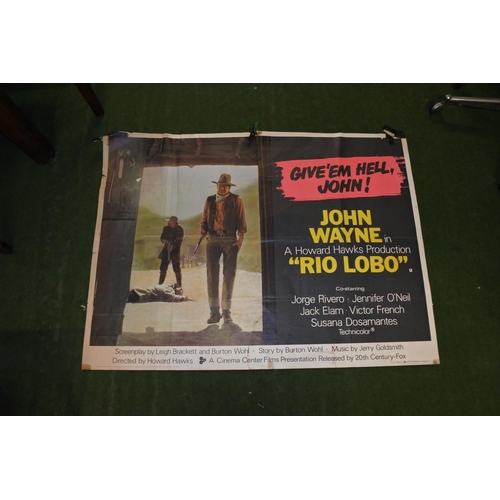 GIVE 'EM HELL,
JOHN!
JOHN
WAYNE in
A Howard Hawks Production
"RIO LOBO".
Co-starring
Jorge Rivero · Jennifer O'Neil
Jack Elam · Victor French
Susana Dosamantes
Technicolor®
Screenplay by Leigh Brackett and Burton Wohl · Story by Burton Wohl · Music by Jerry Goldsmith
Directed by Howard Hawks A Cinema Center Films Presentation Released by 20th Century-Fox